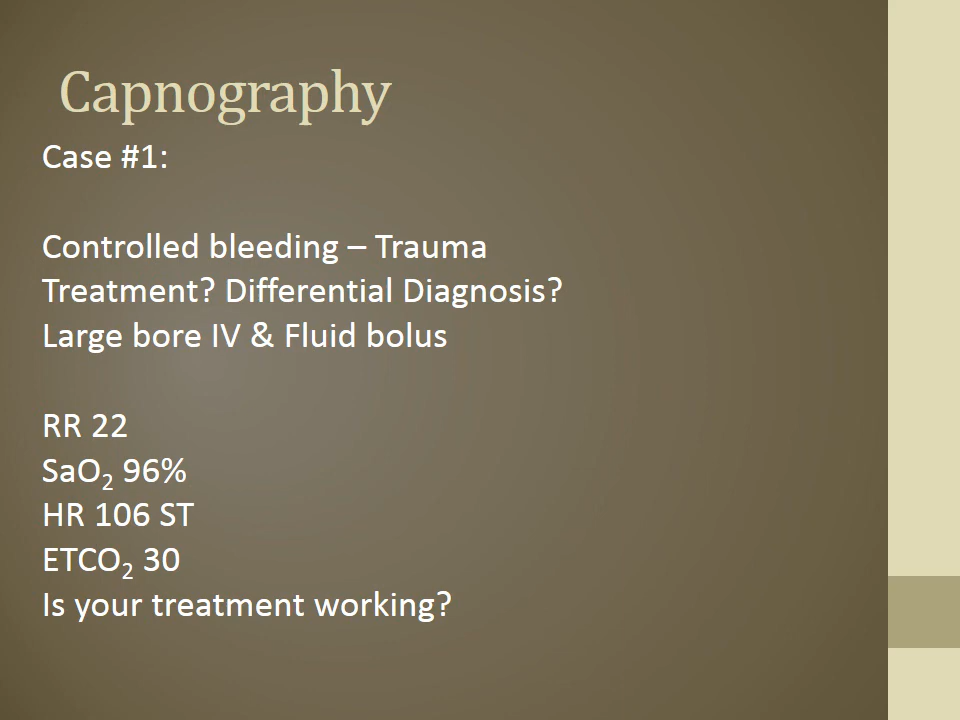 Capnography
Case #1:
Controlled bleeding – Trauma
Treatment? Differential Diagnosis?
Large bore IV & Fluid bolus
RR 22
SaO₂ 96%
HR 106 ST
ETCO₂ 30
Is your treatment working?